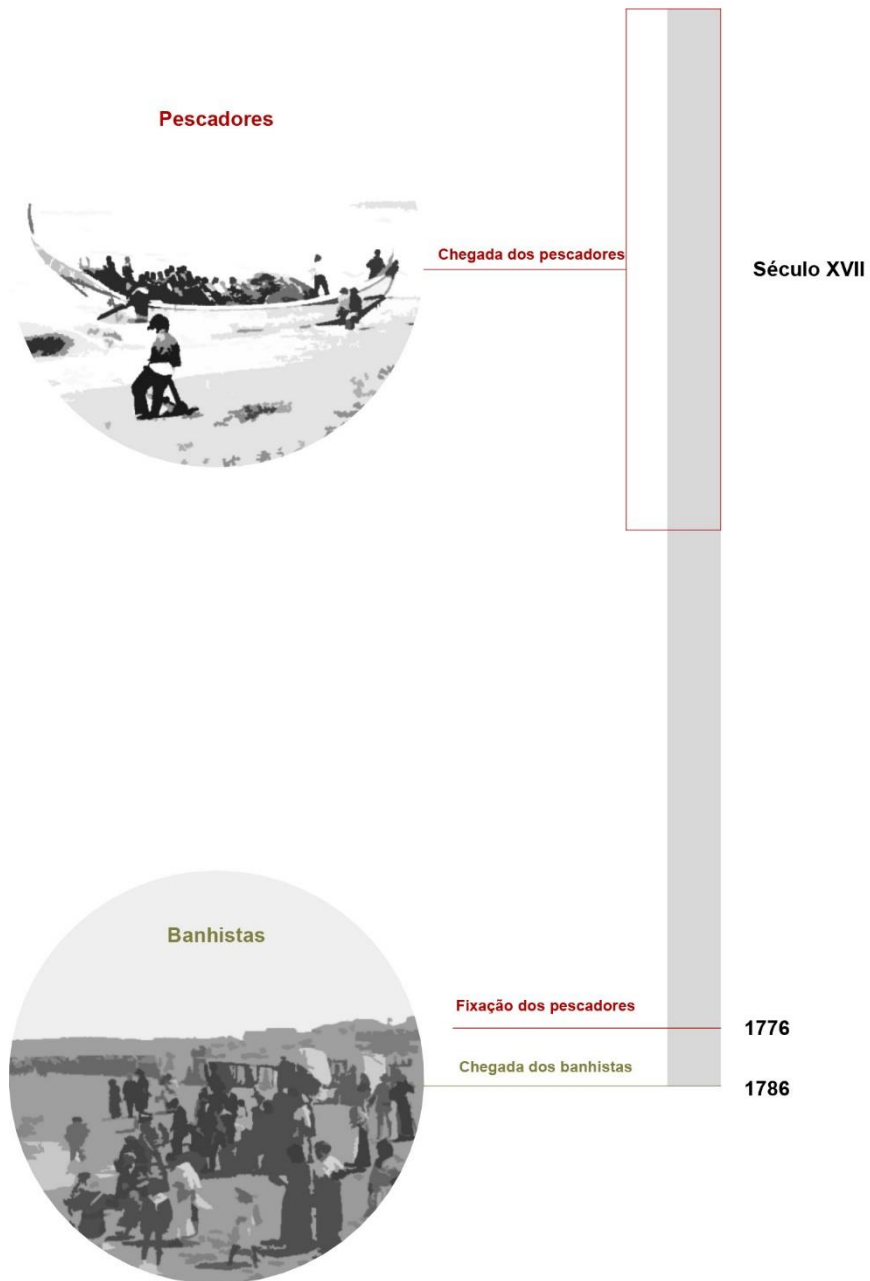 Pescadores
Chegada dos pescadores
Século XVII
Banhistas
Fixação dos pescadores
1776
Chegada dos banhistas
1786